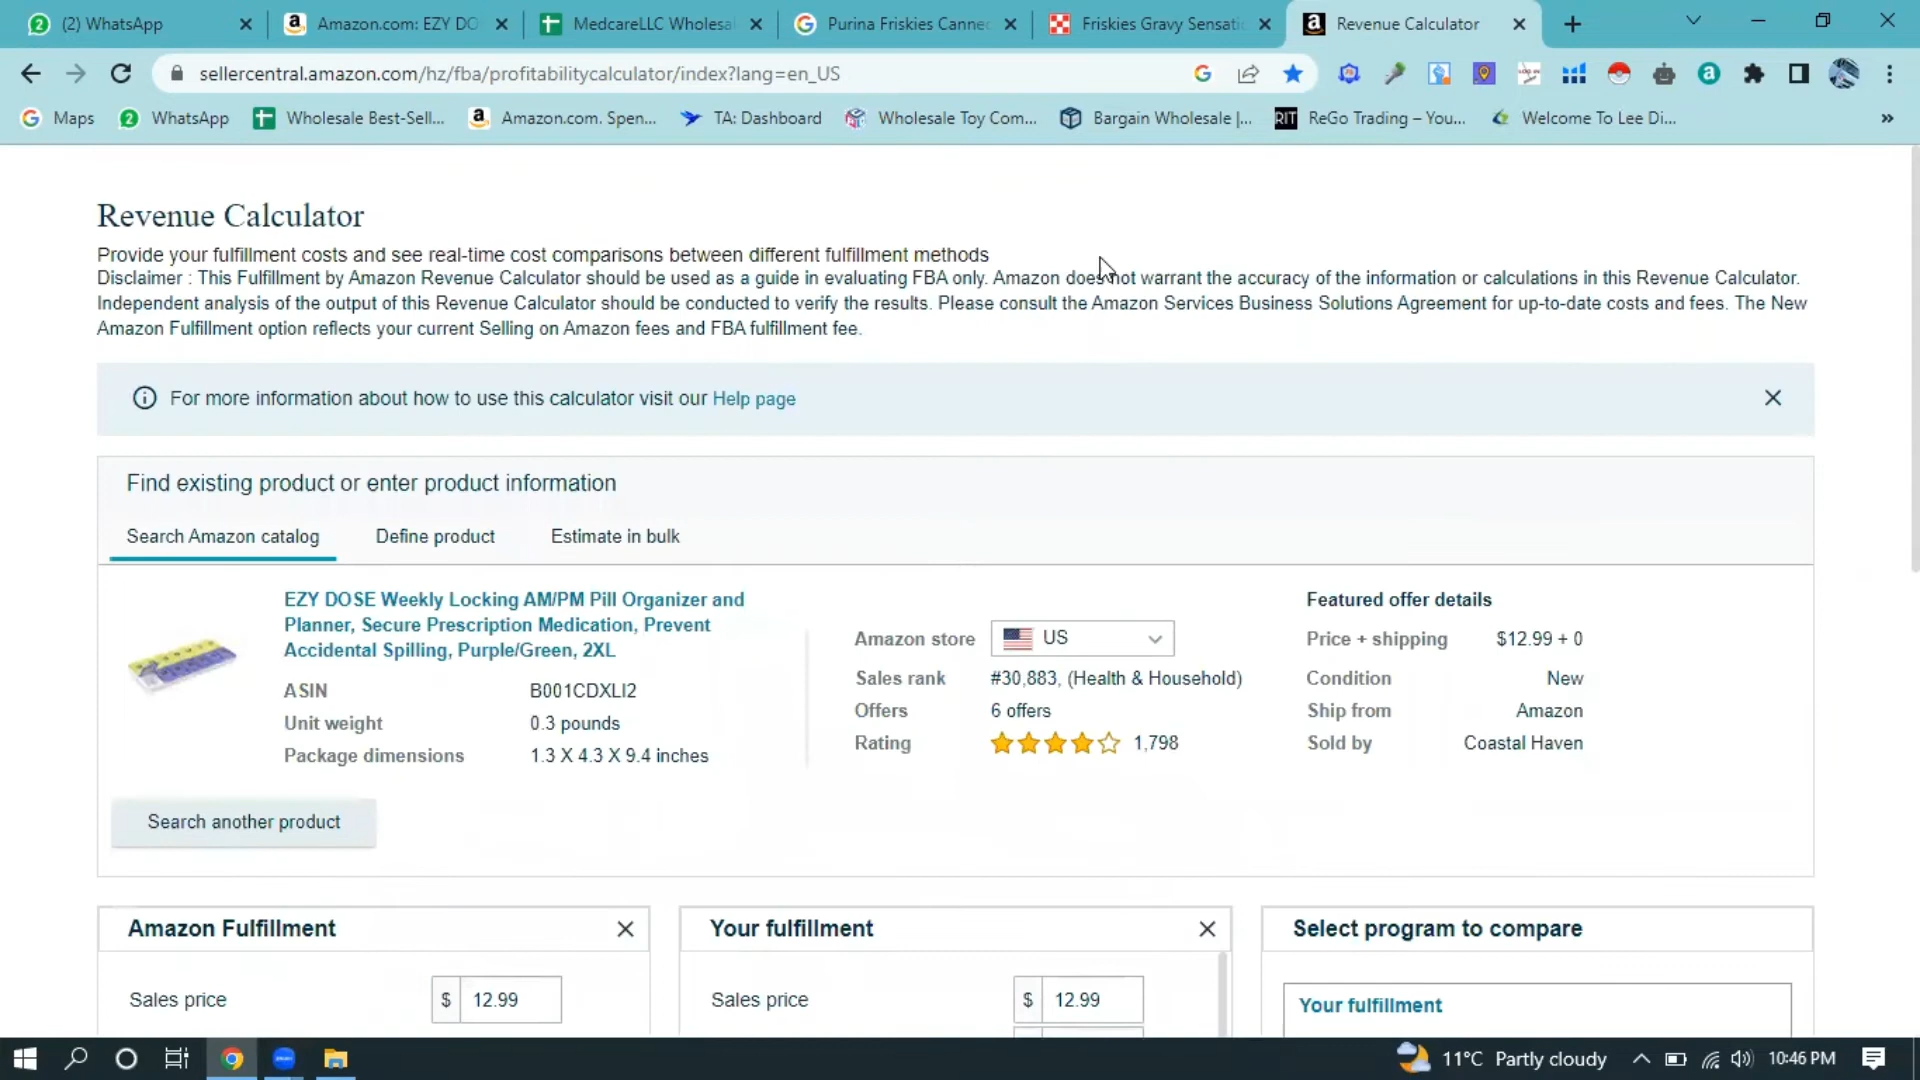 (2) WhatsApp
Amazon.com: EZY DO
MedcareLLC Wholesal
Purina Friskies Canned
Friskies Gravy Sensatio
Revenue Calculator
sellercentral.amazon.com/hz/fba/profitabilitycalculator/index?lang=en_US
Maps
WhatsApp
Wholesale Best-Sell...
Amazon.com. Spen...
TA: Dashboard
Wholesale Toy Com...
Bargain Wholesale |...
RIT
ReGo Trading – You...
Welcome To Lee Di...
»
Revenue Calculator
Provide your fulfillment costs and see real-time cost comparisons between different fulfillment methods
Disclaimer : This Fulfillment by Amazon Revenue Calculator should be used as a guide in evaluating FBA only. Amazon does not warrant the accuracy of the information or calculations in this Revenue Calculator.
Independent analysis of the output of this Revenue Calculator should be conducted to verify the results. Please consult the Amazon Services Business Solutions Agreement for up-to-date costs and fees. The New
Amazon Fulfillment option reflects your current Selling on Amazon fees and FBA fulfillment fee.
For more information about how to use this calculator visit our Help page
Find existing product or enter product information
Search Amazon catalog
Define product
Estimate in bulk
EZY DOSE Weekly Locking AM/PM Pill Organizer and
Planner, Secure Prescription Medication, Prevent
Accidental Spilling, Purple/Green, 2XL
ASIN B001CDXLI2
Unit weight 0.3 pounds
Package dimensions 1.3 X 4.3 X 9.4 inches
Amazon store US
Sales rank #30,883, (Health & Household)
Offers 6 offers
Rating 1,798
Featured offer details
Price + shipping $12.99 + 0
Condition New
Ship from Amazon
Sold by Coastal Haven
Search another product
Amazon Fulfillment
Sales price $ 12.99
Your fulfillment
Sales price $ 12.99
Select program to compare
Your fulfillment
11°C Partly cloudy
10:46 PM